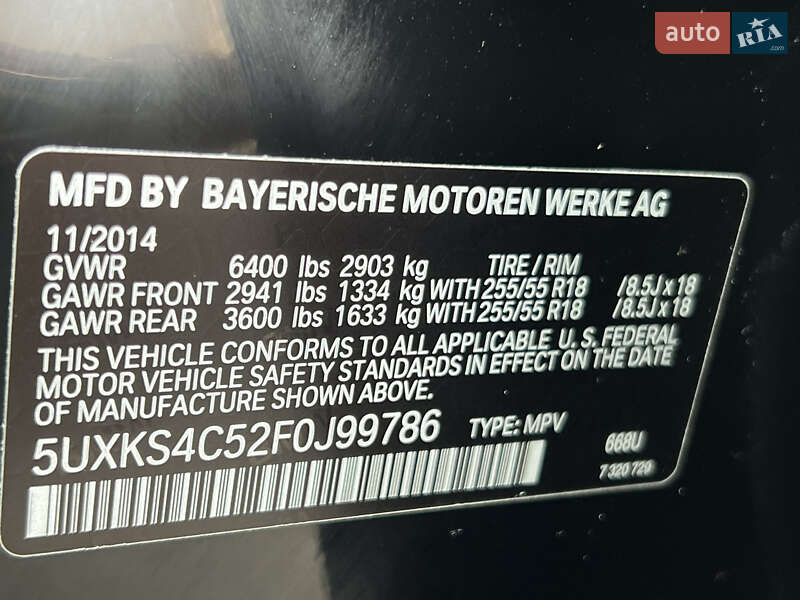 auto RIA .com
MFD BY BAYERISCHE MOTOREN WERKE AG
11/2014
GVWR 6400 lbs 2903 kg TIRE / RIM
GAWR FRONT 2941 lbs 1334 kg WITH 255/55 R18 /8.5J x 18
GAWR REAR 3600 lbs 1633 kg WITH 255/55 R18 /8.5J x 18
THIS VEHICLE CONFORMS TO ALL APPLICABLE U. S. FEDERAL
MOTOR VEHICLE SAFETY STANDARDS IN EFFECT ON THE DATE
OF MANUFACTURE SHOWN ABOVE.
5UXKS4C52F0J99786 TYPE: MPV 668U
7 320 729